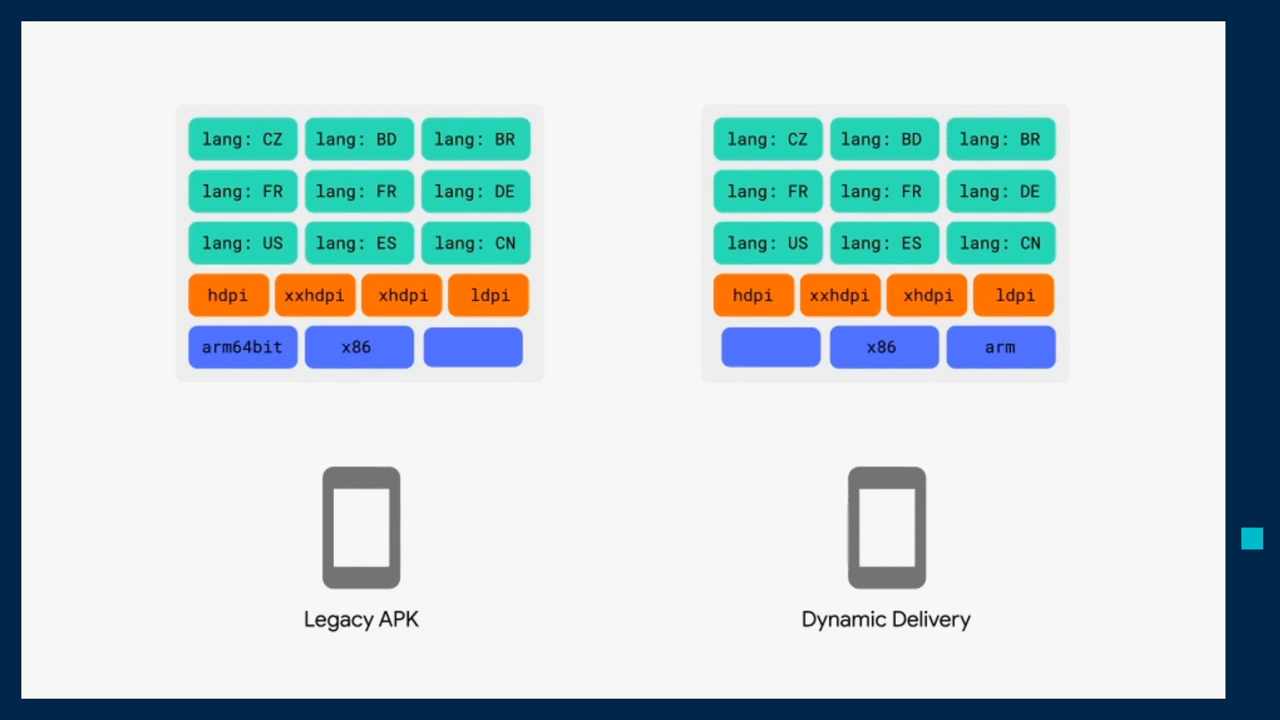 lang: CZ lang: BD lang: BR
lang: FR lang: FR lang: DE
lang: US lang: ES lang: CN
hdpi xxhdpi xhdpi ldpi
arm64bit x86
Legacy APK
lang: CZ lang: BD lang: BR
lang: FR lang: FR lang: DE
lang: US lang: ES lang: CN
hdpi xxhdpi xhdpi ldpi
x86 arm
Dynamic Delivery